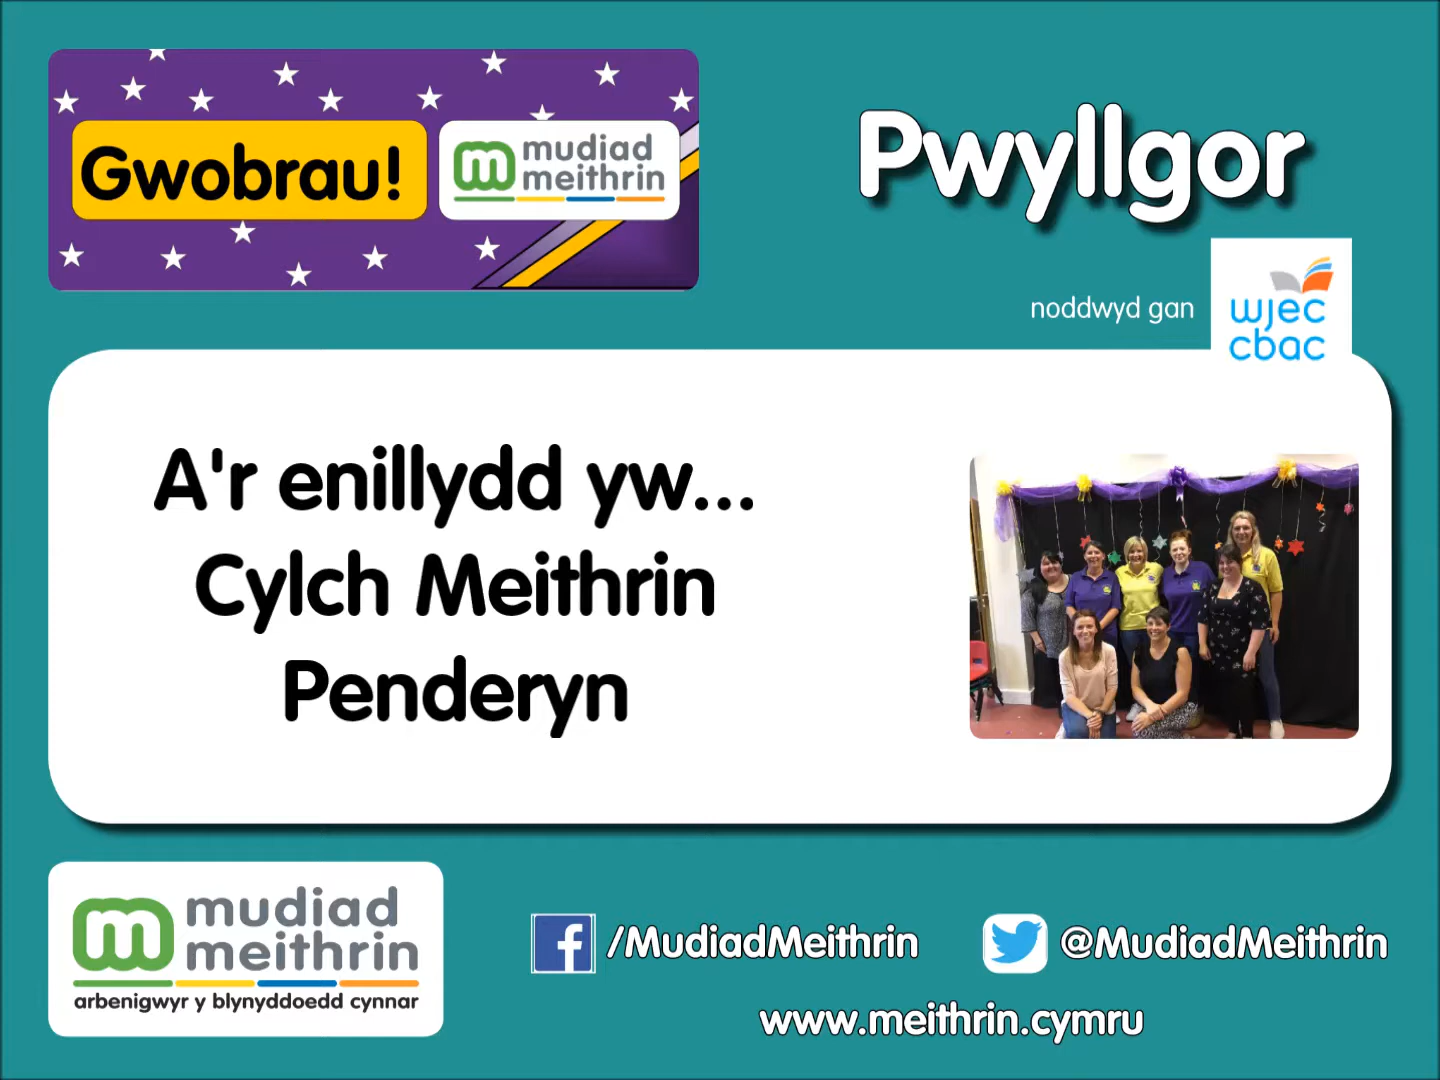 Gwobrau!
mudiad
meithrin
Pwyllgor
noddwyd gan
wjec
cbac
A'r enillydd yw...
Cylch Meithrin
Penderyn
mudiad
meithrin
arbenigwyr y blynyddoedd cynnar
/MudiadMeithrin
@MudiadMeithrin
www.meithrin.cymru